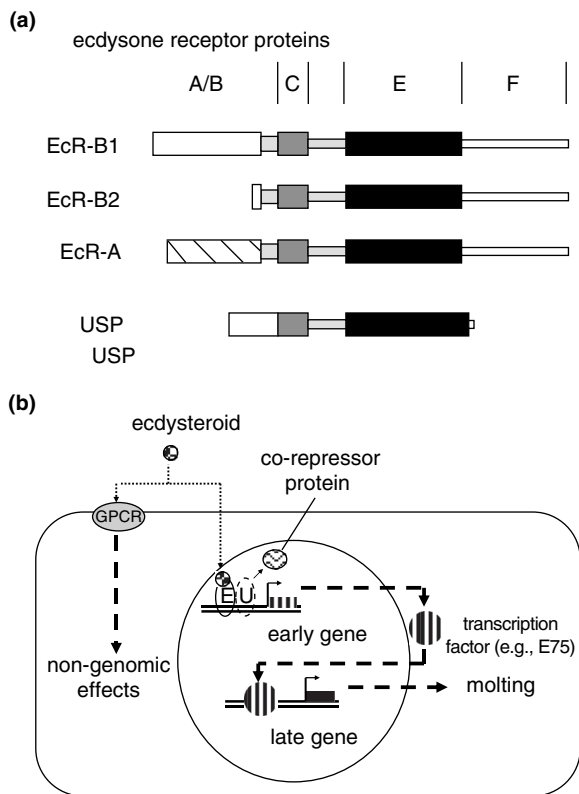 (a)
ecdysone receptor proteins
A/B C E F
EcR-B1
EcR-B2
EcR-A
USP
USP
(b)
ecdysteroid
co-repressor
protein
GPCR
E U
early gene
transcription
factor (e.g., E75)
non-genomic
effects
molting
late gene